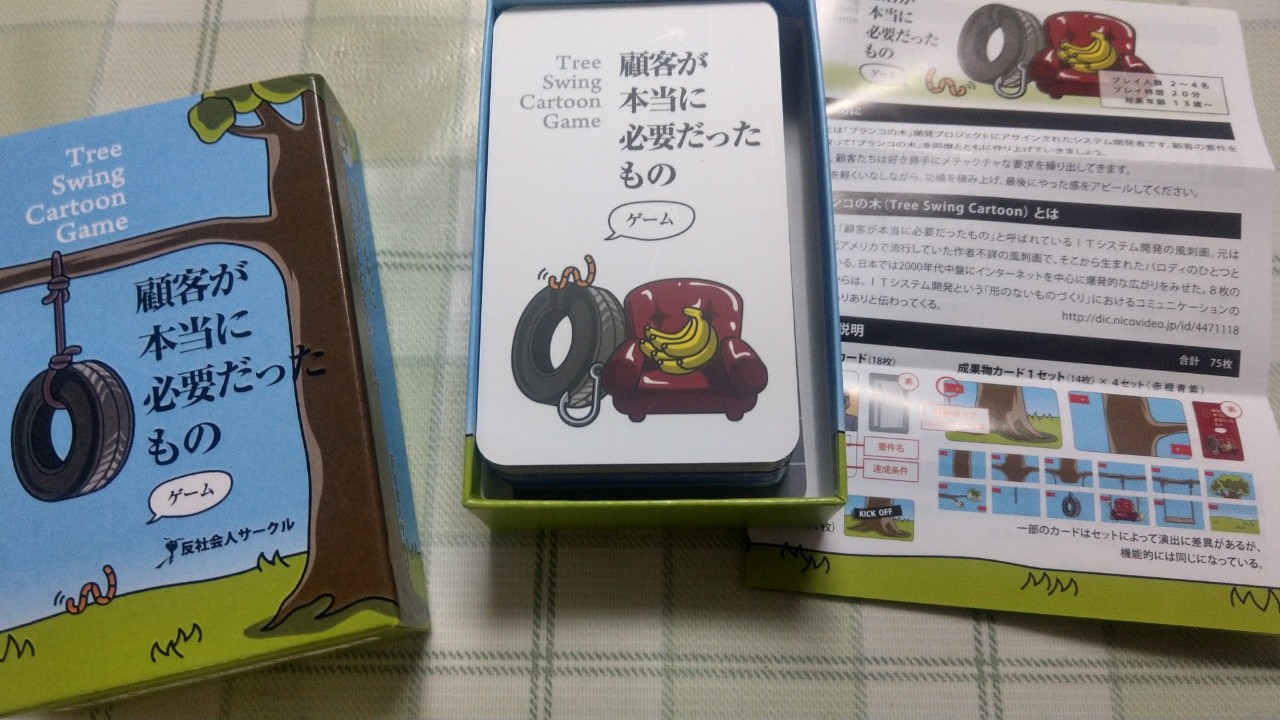 Tree
Swing
Cartoon
Game
顧客が
本当に
必要だった
もの
ゲーム
反社会人サークル
Tree
Swing
Cartoon
Game
顧客が
本当に
必要だった
もの
ゲーム
本当に
必要だった
もの
ゲーム
プレイ人数 2〜4名
プレイ時間 20分
対象年齢 13歳〜
は「ブランコの木」開発プロジェクトにアサインされたシステム開発者です。顧客の要件を
って「ブランコの木」を同僚とともに作り上げていきましょう。
、顧客たちは好き勝手にメチャクチャな要求を繰り出してきます。
を軽くいなしながら、功績を積み上げ、最後にやった感をアピールしてください。
ンコの木(Tree Swing Cartoon)とは
「顧客が本当に必要だったもの」と呼ばれているITシステム開発の風刺画。元は
アメリカで流行していた作者不詳の風刺画で、そこから生まれたパロディのひとつと
いる。日本では2000年代中盤にインターネットを中心に爆発的な広がりをみせた。8枚の
らは、ITシステム開発という「形のないものづくり」におけるコミュニケーションの
りありと伝わってくる。
http://dic.nicovideo.jp/id/4471118
説明
合計 75枚
カード(18枚)
成果物カード1セット(14枚)×4セット(赤橙青紫)
裏
裏
要件名
達成条件
KICK OFF
一部のカードはセットによって演出に差異があるが、
機能的には同じになっている。